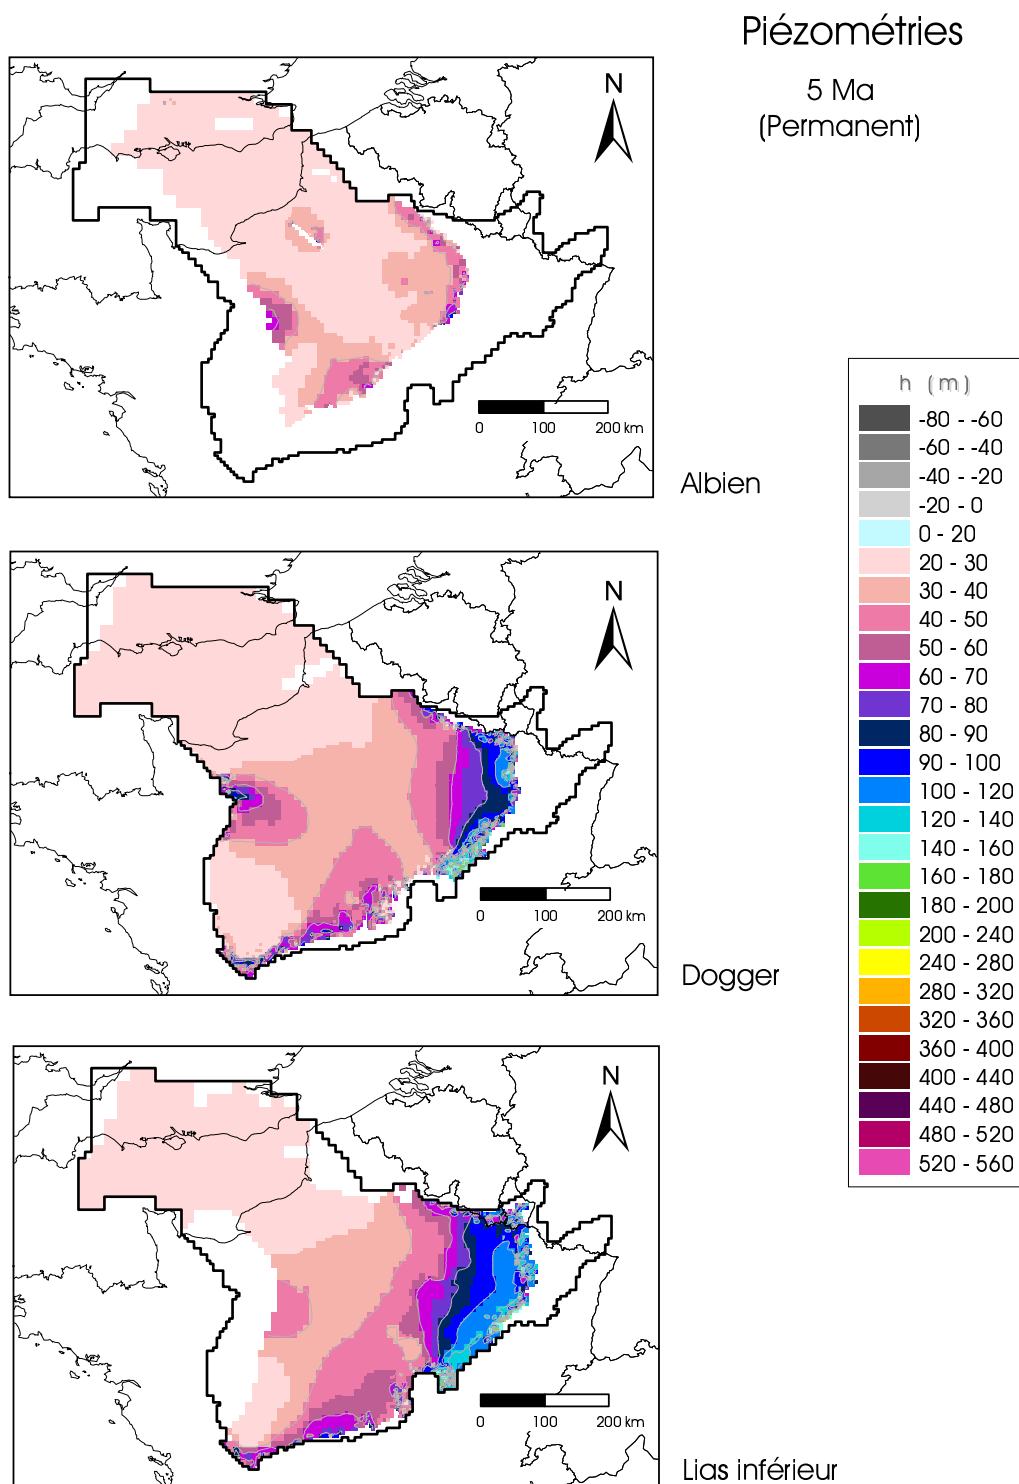 Piézométries
5 Ma
(Permanent)
N
0 100 200 km
Albien
h (m)
-80 - -60
-60 - -40
-40 - -20
-20 - 0
0 - 20
20 - 30
30 - 40
40 - 50
50 - 60
60 - 70
70 - 80
80 - 90
90 - 100
100 - 120
120 - 140
140 - 160
160 - 180
180 - 200
200 - 240
240 - 280
280 - 320
320 - 360
360 - 400
400 - 440
440 - 480
480 - 520
520 - 560
N
0 100 200 km
Dogger
N
0 100 200 km
Lias inférieur